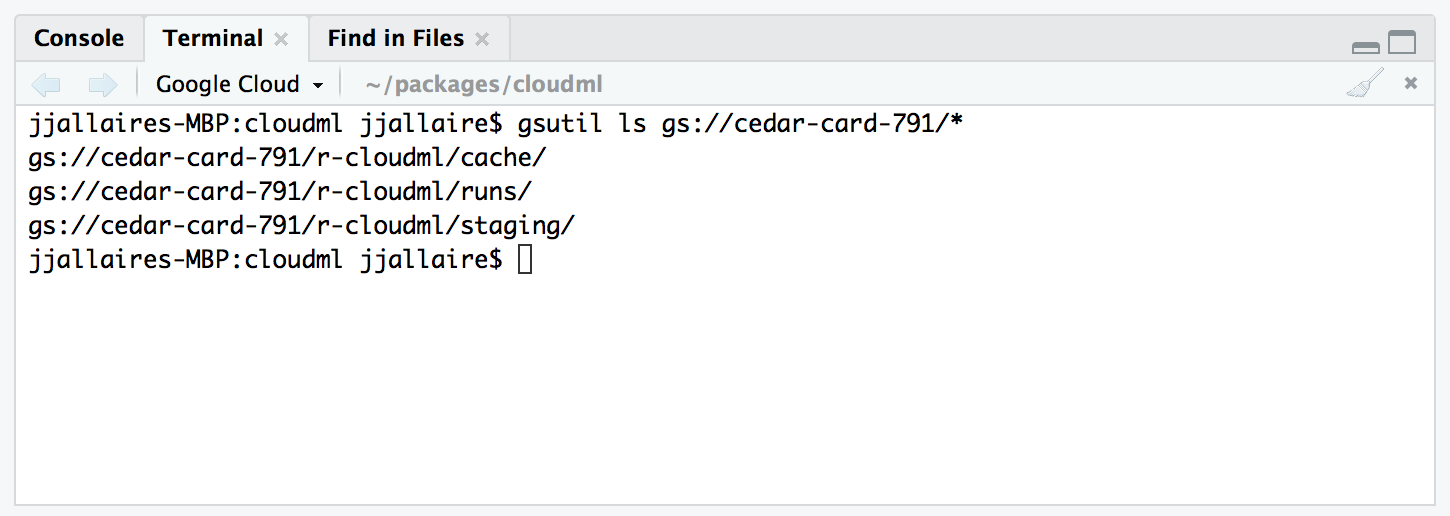 Console Terminal Find in Files
Google Cloud ~/packages/cloudml
jjallaires-MBP:cloudml jjallaire$ gsutil ls gs://cedar-card-791/*
gs://cedar-card-791/r-cloudml/cache/
gs://cedar-card-791/r-cloudml/runs/
gs://cedar-card-791/r-cloudml/staging/
jjallaires-MBP:cloudml jjallaire$